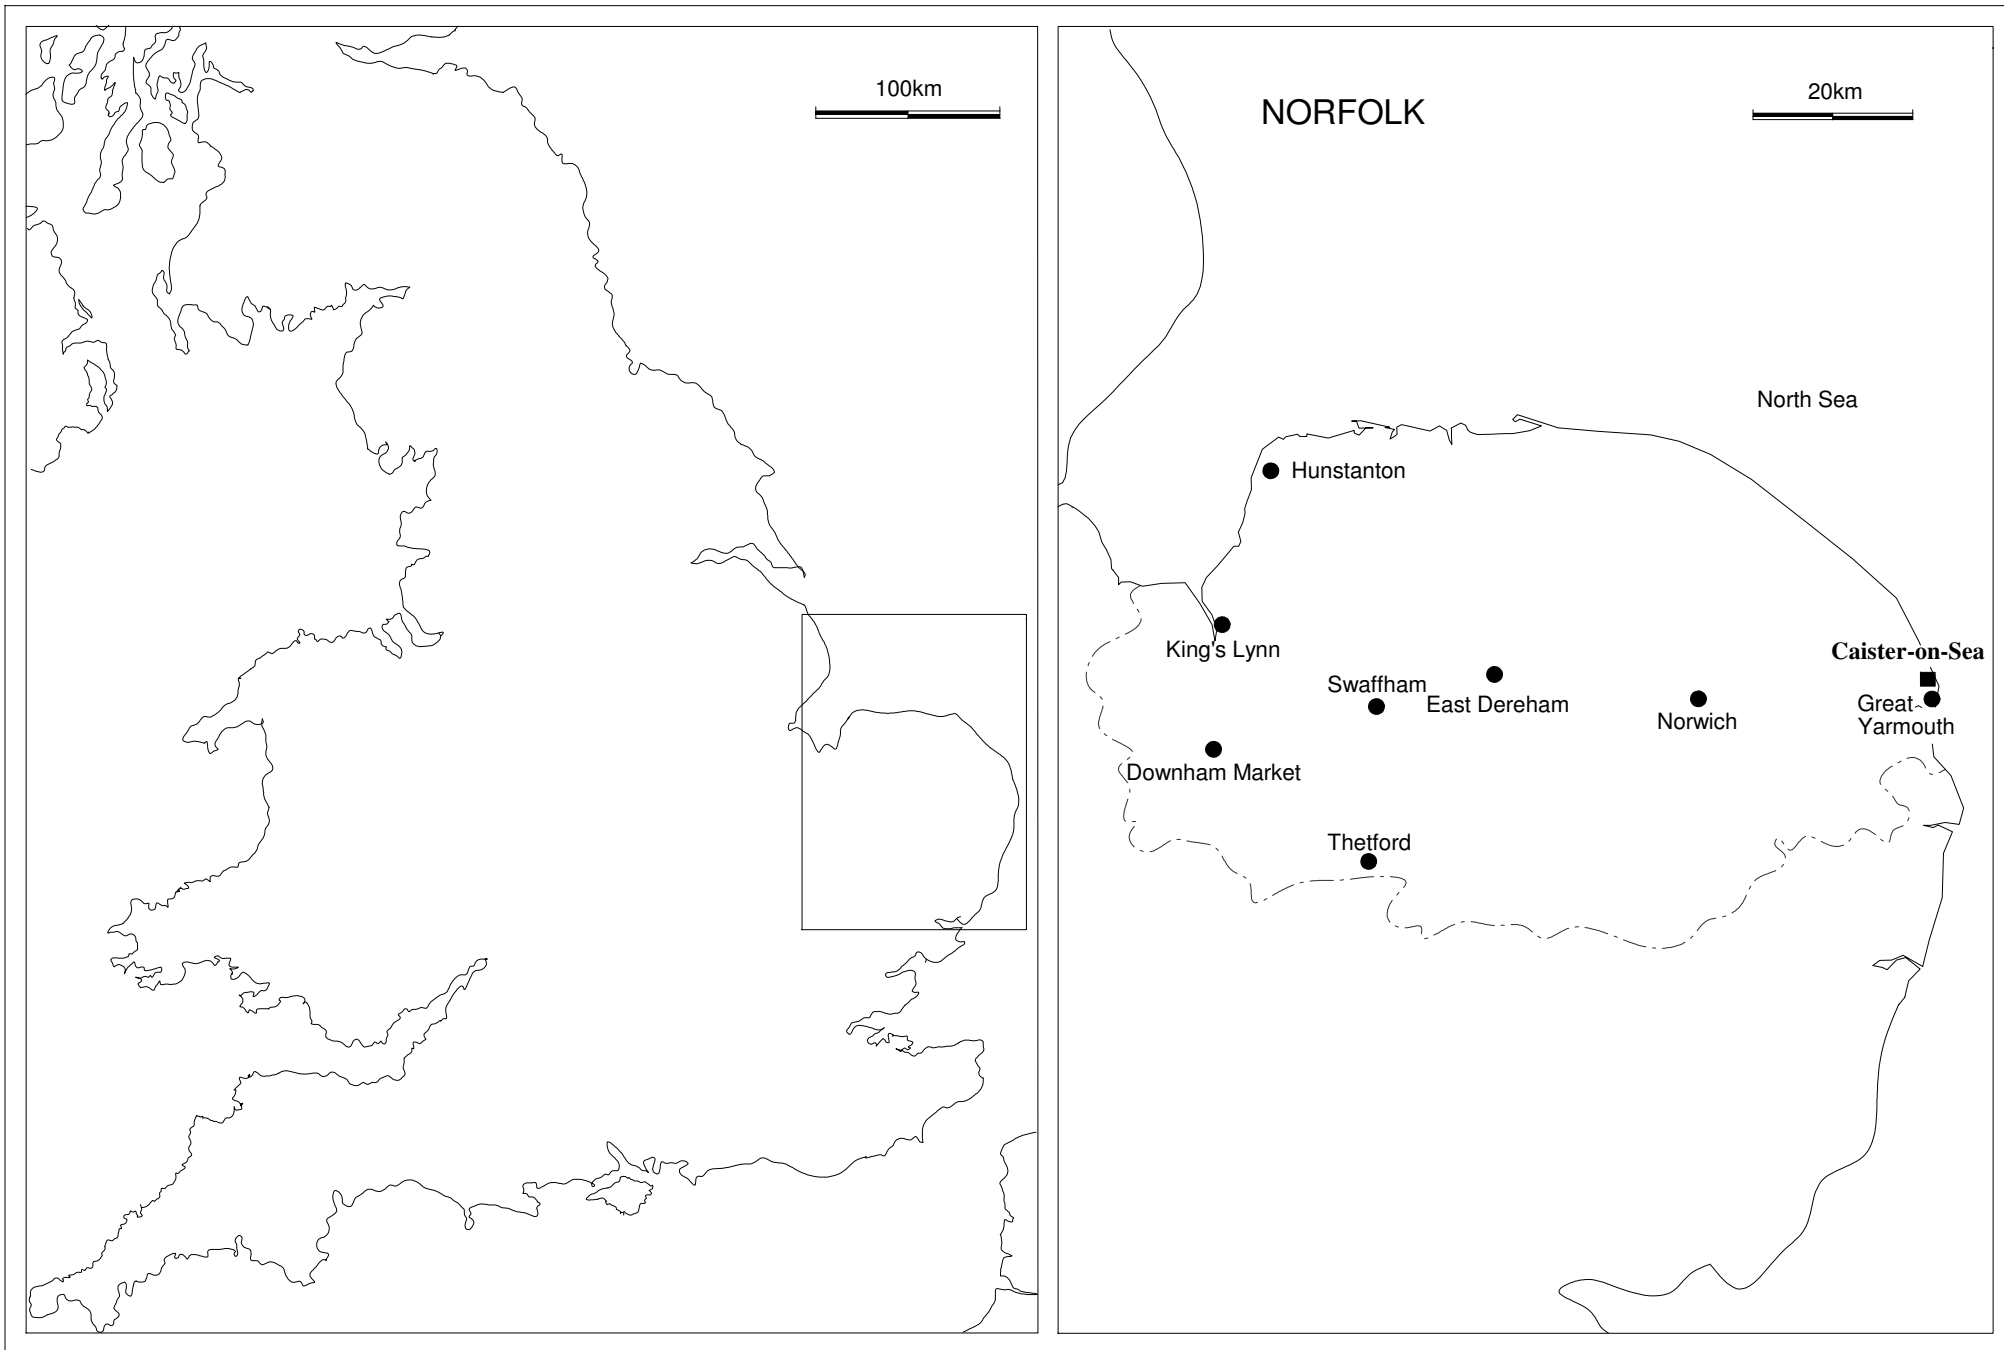 100km
NORFOLK
20km
North Sea
Hunstanton
King's Lynn
Caister-on-Sea
Swaffham
East Dereham
Norwich
Great
Yarmouth
Downham Market
Thetford